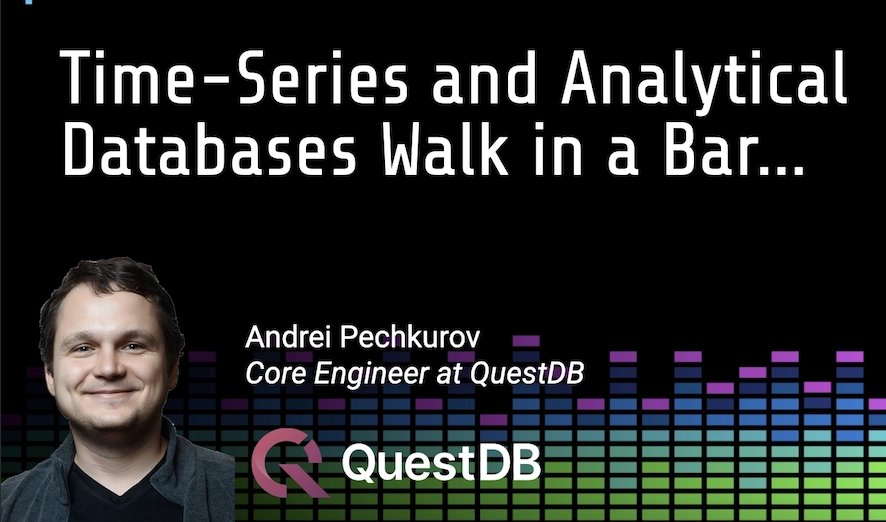 Time-Series and Analytical
Databases Walk in a Bar...
Andrei Pechkurov
Core Engineer at QuestDB
QuestDB